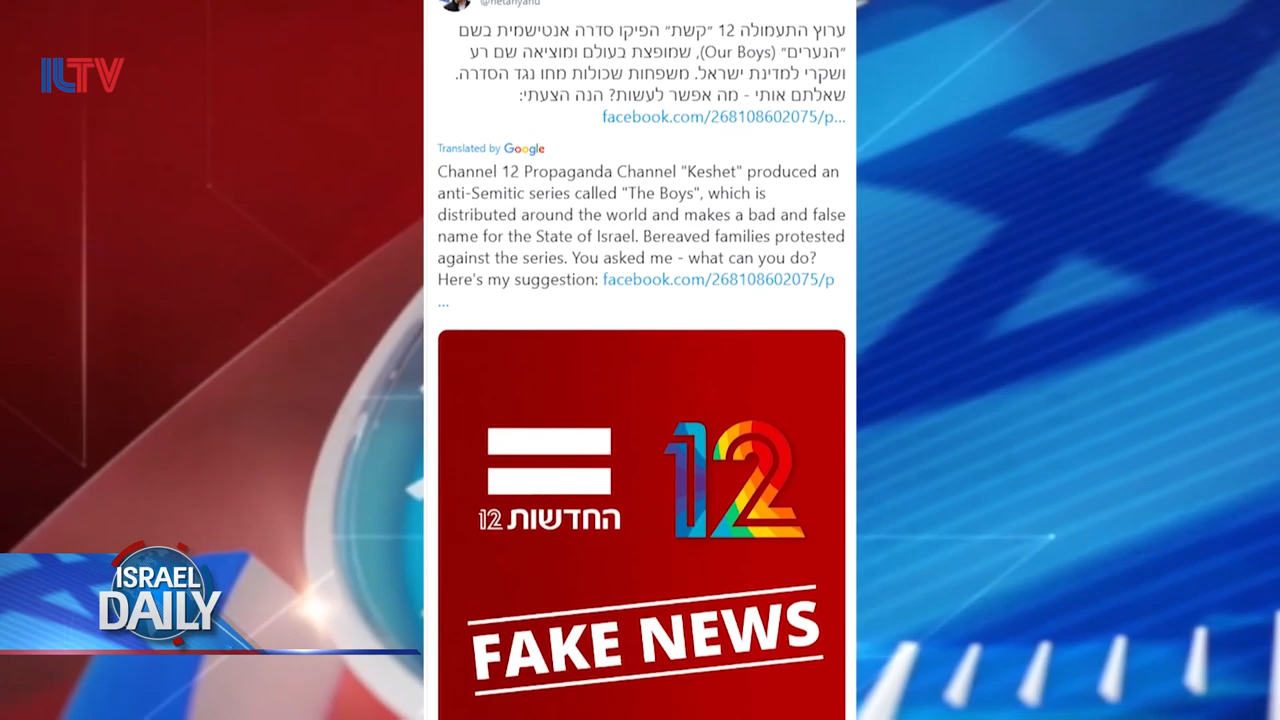 ILTV
@netanyahu
ערוץ התעמולה 12 ״קשת״ הפיקו סדרה אנטישמית בשם
״הנערים״ (Our Boys), שמופצת בעולם ומוציאה שם רע
ושקרי למדינת ישראל. משפחות שכולות מחו נגד הסדרה.
שאלתם אותי - מה אפשר לעשות? הנה הצעתי:
facebook.com/268108602075/p...
Translated by Google
Channel 12 Propaganda Channel "Keshet" produced an
anti-Semitic series called "The Boys", which is
distributed around the world and makes a bad and false
name for the State of Israel. Bereaved families protested
against the series. You asked me - what can you do?
Here's my suggestion: facebook.com/268108602075/p
...
12
החדשות 12
FAKE NEWS
ISRAEL
DAILY